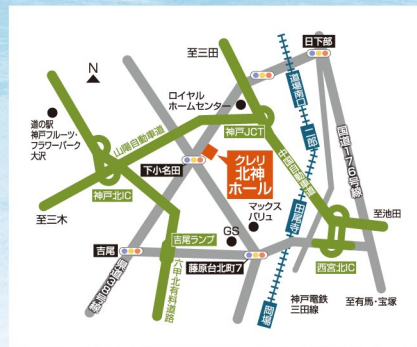 N
日下部
至三田
道場南口
ロイヤル
ホームセンター
道の駅
神戸フルーツ・
フラワーパーク
大沢
山陽自動車道
神戸JCT
二郎
国道176号線
中国自動車道
下小名田
クレリ
北神
ホール
神戸北IC
至三木
マックス
バリュ
田尾寺
至池田
吉尾ランプ
GS
吉尾
藤原台北町7
西宮北IC
六甲北有料道路
岡場
神戸電鉄
三田線
至有馬・宝塚